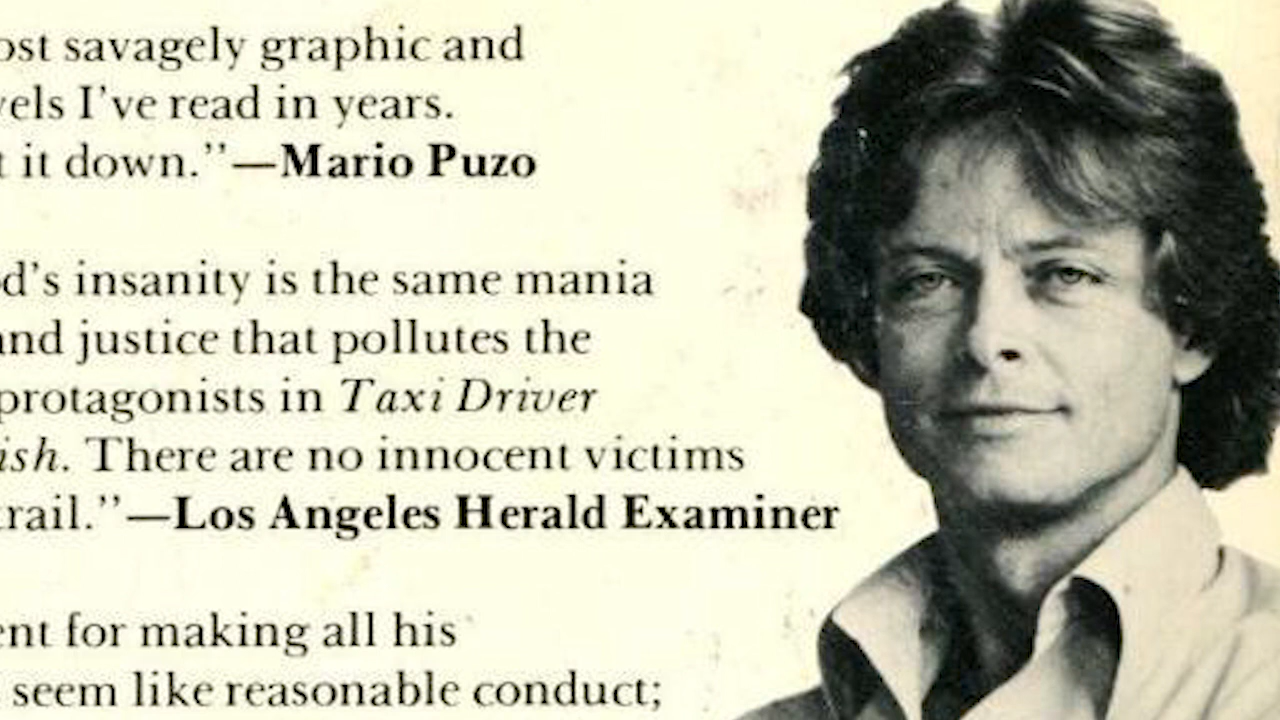 ost savagely graphic and
vels I've read in years.
t it down."—Mario Puzo
od's insanity is the same mania
and justice that pollutes the
protagonists in Taxi Driver
ish. There are no innocent victims
trail."—Los Angeles Herald Examiner
ent for making all his
seem like reasonable conduct;